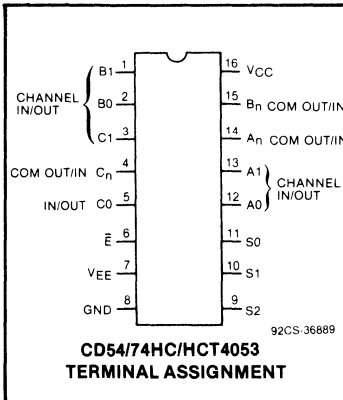 B1 1
B0 2
C1 3
CHANNEL
IN/OUT
COM OUT/IN Cn 4
IN/OUT C0 5
E̅ 6
VEE 7
GND 8
16 VCC
15 Bn COM OUT/IN
14 An COM OUT/IN
13 A1
12 A0
CHANNEL
IN/OUT
11 S0
10 S1
9 S2
92CS-36889
CD54/74HC/HCT4053
TERMINAL ASSIGNMENT